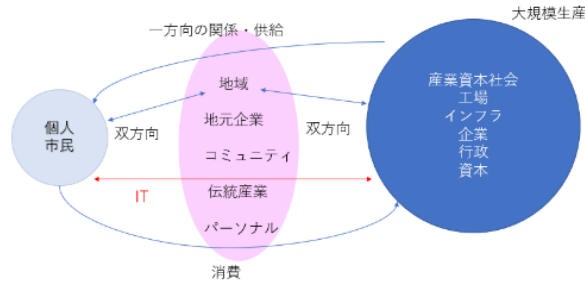 大規模生産
一方向の関係・供給
個人
市民
双方向
地域
地元企業
コミュニティ
伝統産業
パーソナル
双方向
産業資本社会
工場
インフラ
企業
行政
資本
IT
消費